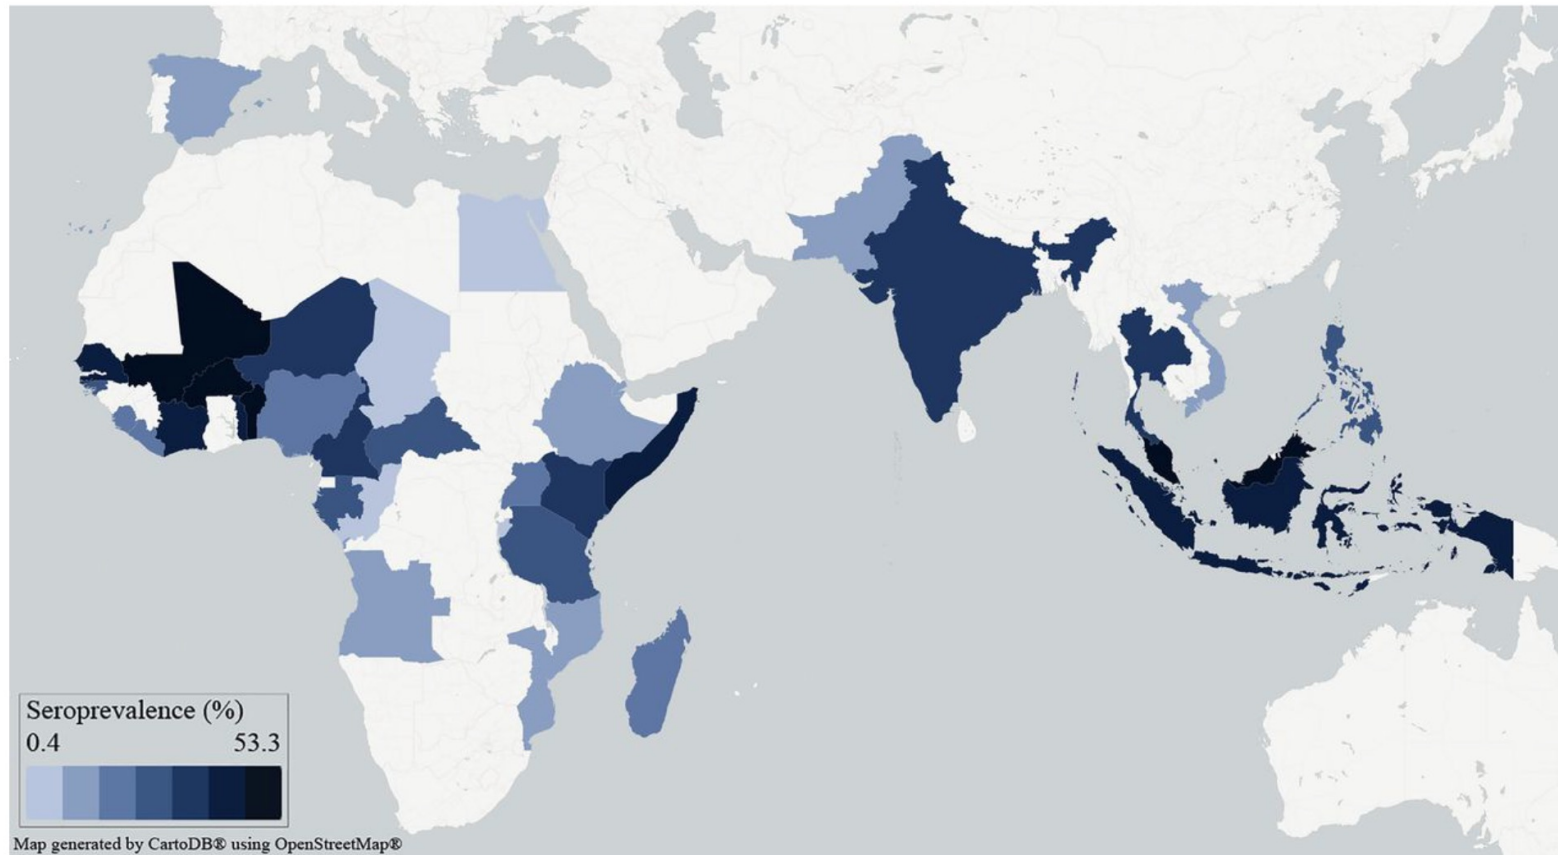 Seroprevalence (%)
0.4 53.3
Map generated by CartoDB® using OpenStreetMap®